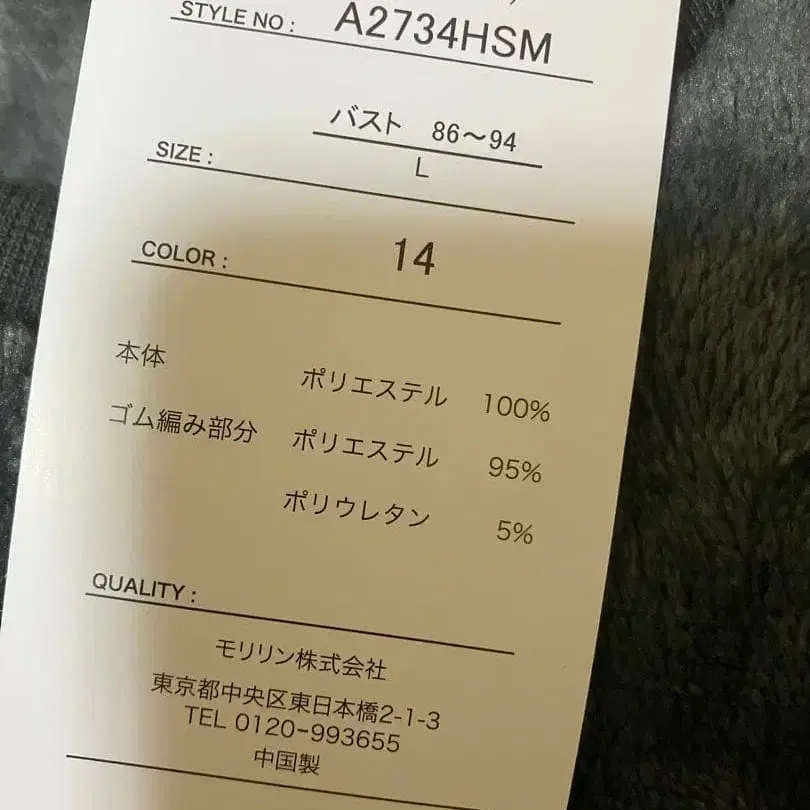 STYLE NO : A2734HSM
バスト 86〜94
SIZE : L
COLOR : 14
本体 ポリエステル 100%
ゴム編み部分 ポリエステル 95%
ポリウレタン 5%
QUALITY :
モリリン株式会社
東京都中央区東日本橋2-1-3
TEL 0120-993655
中国製